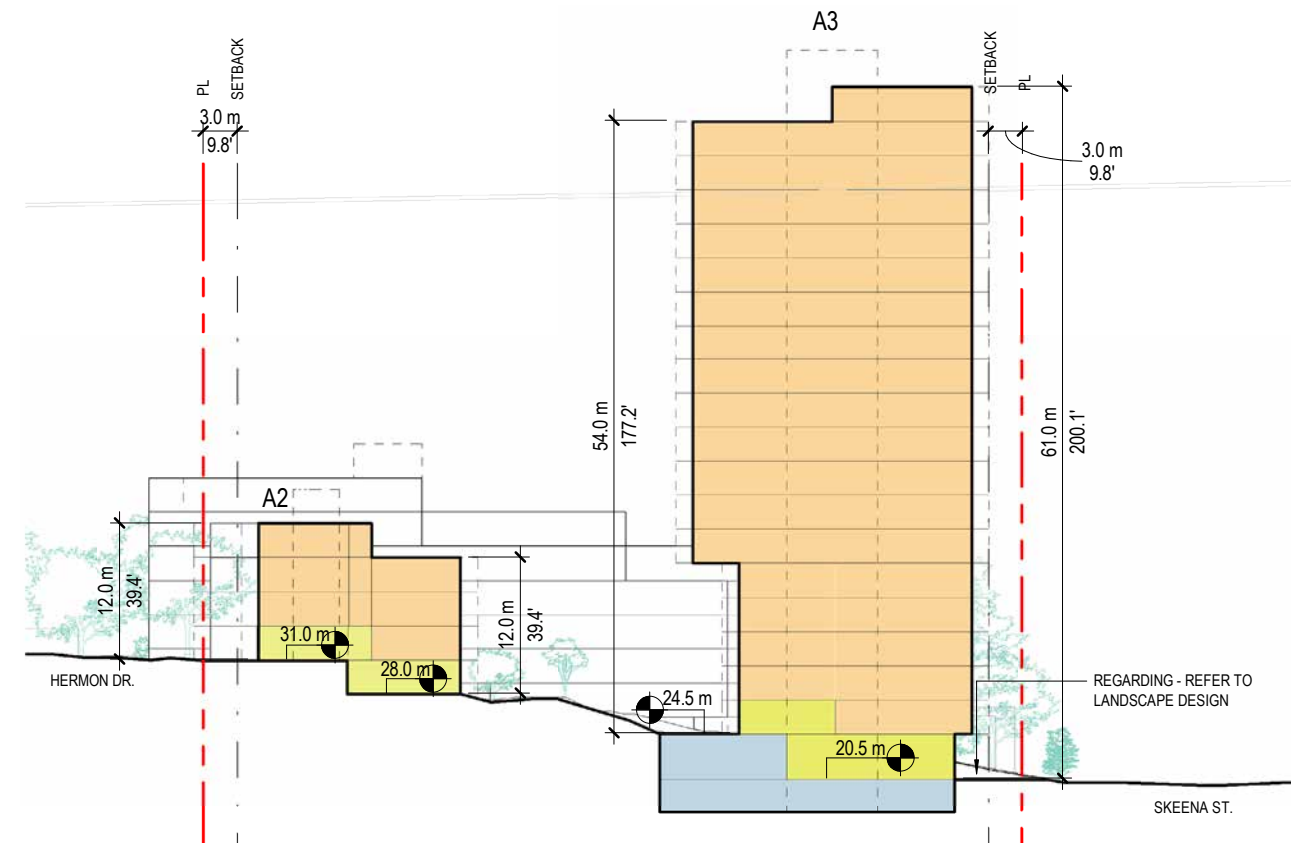 A3
PL
SETBACK
3.0 m
9.8'
SETBACK
PL
3.0 m
9.8'
54.0 m
177.2'
61.0 m
200.1'
A2
12.0 m
39.4'
12.0 m
39.4'
31.0 m
28.0 m
24.5 m
20.5 m
HERMON DR.
REGARDING - REFER TO
LANDSCAPE DESIGN
SKEENA ST.